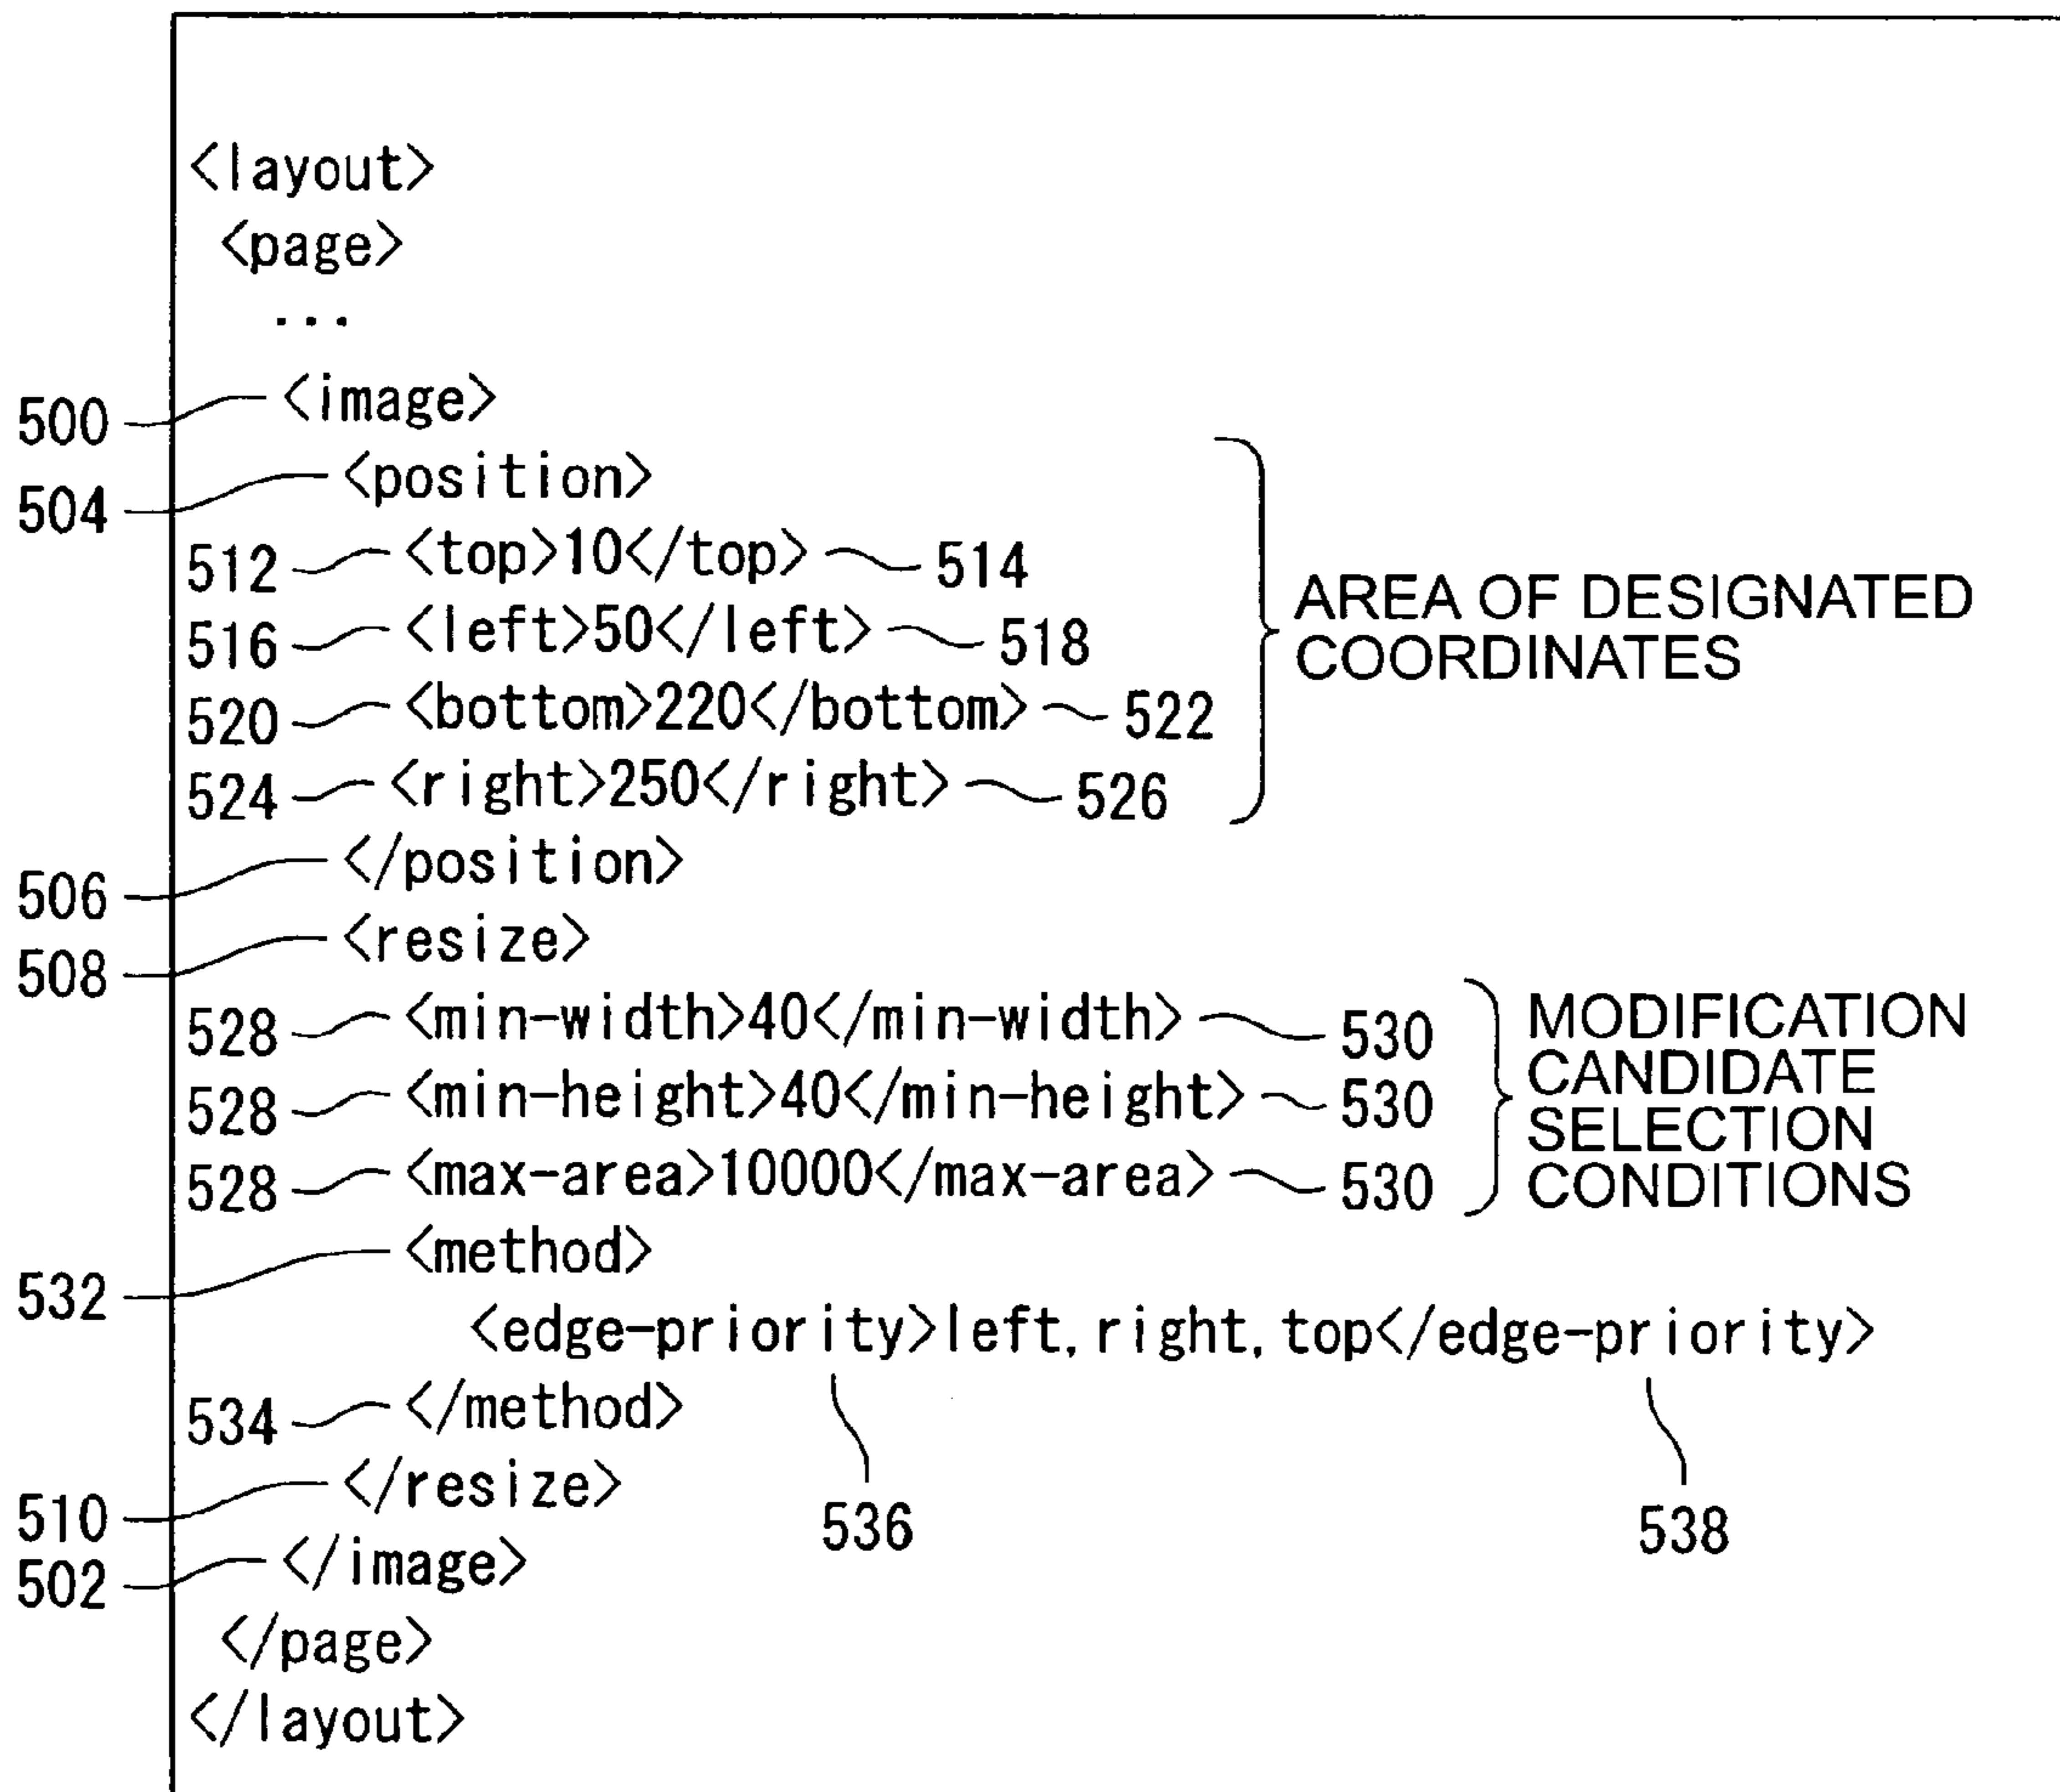 <layout>
<page>
...
500 <image>
504 <position>
512 <top>10</top> 514
516 <left>50</left> 518
520 <bottom>220</bottom> 522
524 <right>250</right> 526
AREA OF DESIGNATED
COORDINATES
506 </position>
508 <resize>
528 <min-width>40</min-width> 530
528 <min-height>40</min-height> 530
528 <max-area>10000</max-area> 530
MODIFICATION
CANDIDATE
SELECTION
CONDITIONS
532 <method>
<edge-priority>left,right,top</edge-priority>
536 538
534 </method>
510 </resize>
502 </image>
</page>
</layout>